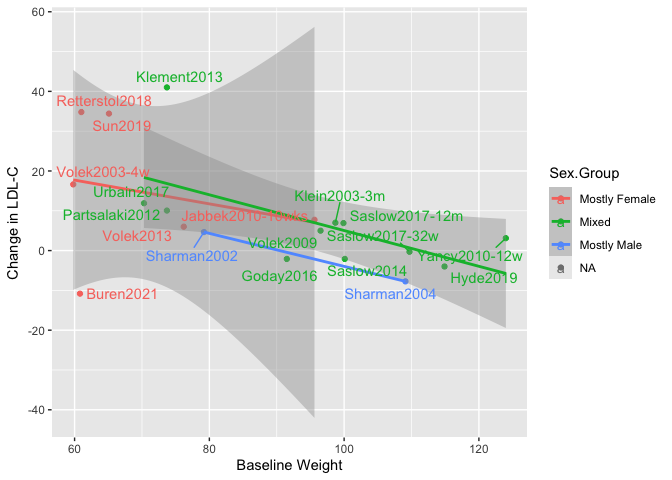 60
40
20
0
-20
-40
60
80
100
120
Change in LDL-C
Baseline Weight
Klement2013
Retterstol2018
Sun2019
Volek2003-4w
Urbain2017
Klein2003-3m
Partsalaki2012
Jabbek2010-10wks
Saslow2017-12m
Volek2013
Volek2009
Saslow2017-32w
Sharman2002
Yancy2010-12w
Goday2016
Saslow2014
Hyde2019
Buren2021
Sharman2004
Sex.Group
Mostly Female
Mixed
Mostly Male
NA